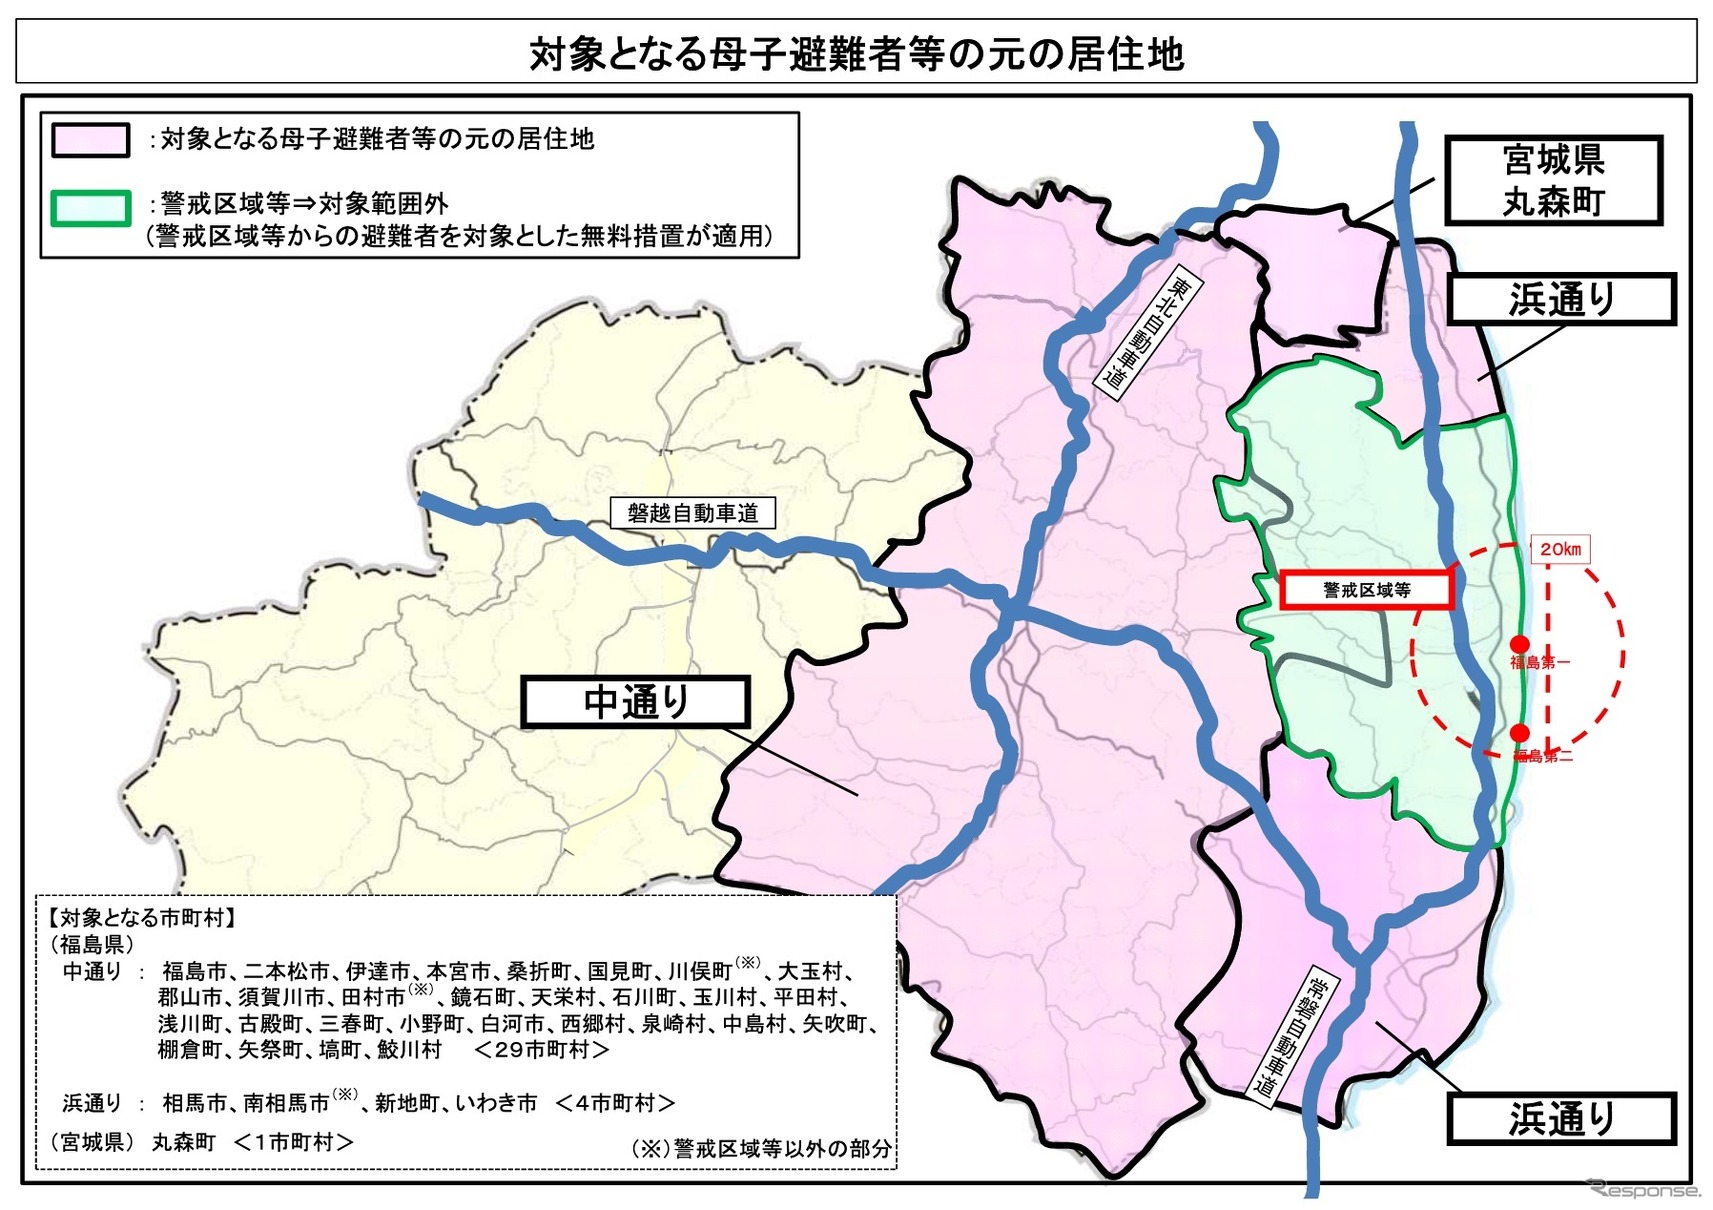 対象となる母子避難者等の元の居住地
：対象となる母子避難者等の元の居住地
：警戒区域等⇒対象範囲外
（警戒区域等からの避難者を対象とした無料措置が適用）
宮城県
丸森町
浜通り
東北自動車道
磐越自動車道
20km
警戒区域等
福島第一
中通り
福島第二
【対象となる市町村】
（福島県）
中通り ： 福島市、二本松市、伊達市、本宮市、桑折町、国見町、川俣町（※）、大玉村、
郡山市、須賀川市、田村市（※）、鏡石町、天栄村、石川町、玉川村、平田村、
浅川町、古殿町、三春町、小野町、白河市、西郷村、泉崎村、中島村、矢吹町、
棚倉町、矢祭町、塙町、鮫川村 ＜29市町村＞
浜通り ： 相馬市、南相馬市（※）、新地町、いわき市 ＜4市町村＞
（宮城県） 丸森町 ＜1市町村＞
（※）警戒区域等以外の部分
常磐自動車道
浜通り
Response.